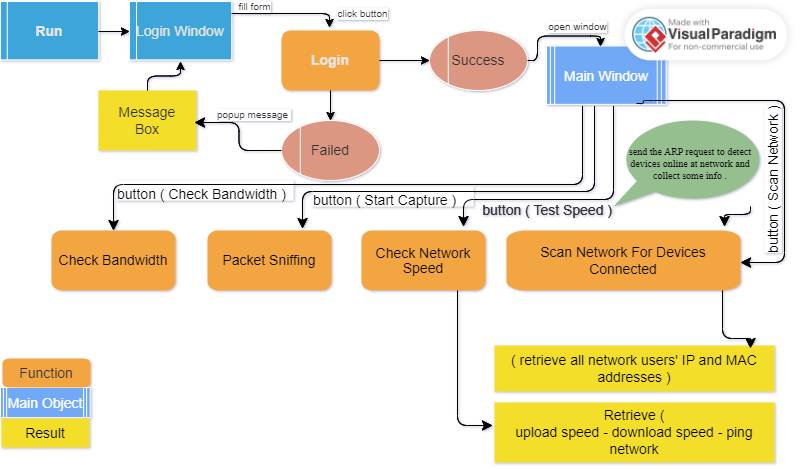 Run
Login Window
fill form
click button
Login
Success
open window
Main Window
Made with
VisualParadigm
For non-commercial use
Message
Box
popup message
Failed
send the ARP request to detect
devices online at network and
collect some info .
button ( Scan Network )
button ( Check Bandwidth )
button ( Start Capture )
button ( Test Speed )
Check Bandwidth
Packet Sniffing
Check Network
Speed
Scan Network For Devices
Connected
( retrieve all network users' IP and MAC
addresses )
Retrieve (
upload speed - download speed - ping
network
Function
Main Object
Result